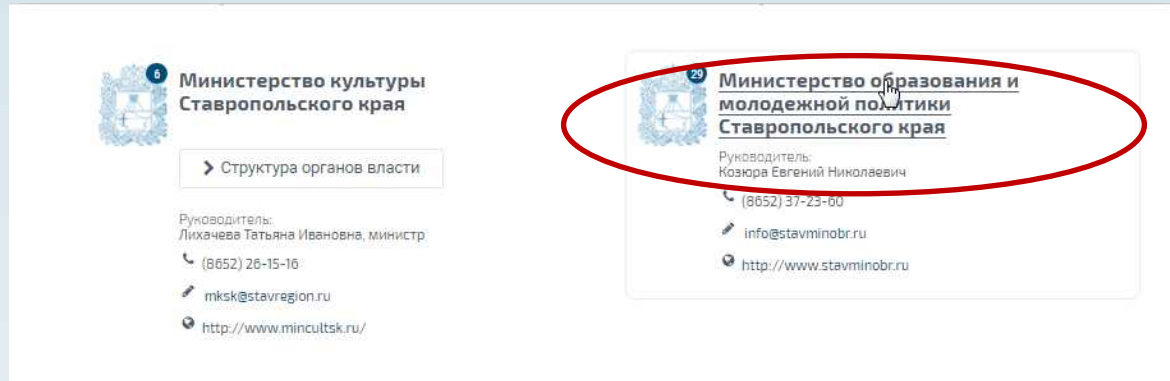 6
Министерство культуры
Ставропольского края
Структура органов власти
Руководитель:
Лихачева Татьяна Ивановна, министр
(8652) 26-15-16
mksk@stavregion.ru
http://www.mincultsk.ru/
29
Министерство образования и
молодежной политики
Ставропольского края
Руководитель:
Козюра Евгений Николаевич
(8652) 37-23-60
info@stavminobr.ru
http://www.stavminobr.ru